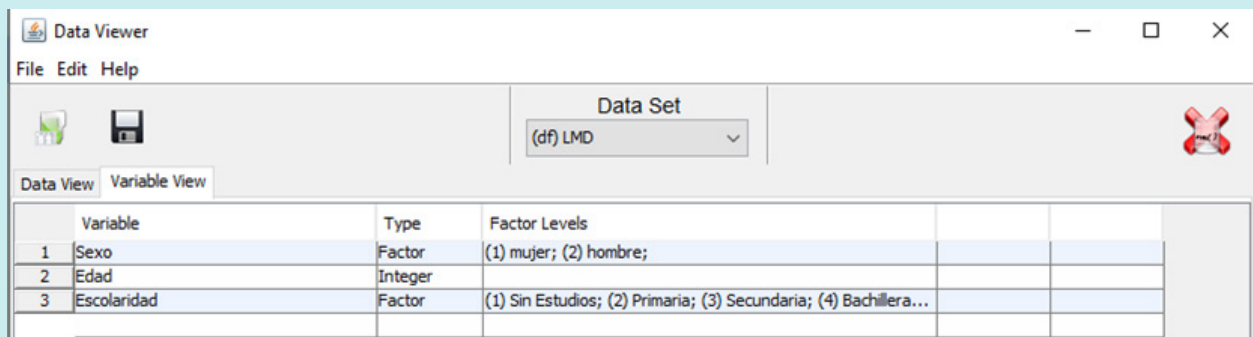 Data Viewer
File Edit Help
Data Set
(df) LMD
Data View Variable View
Variable Type Factor Levels
1 Sexo Factor (1) mujer; (2) hombre;
2 Edad Integer
3 Escolaridad Factor (1) Sin Estudios; (2) Primaria; (3) Secundaria; (4) Bachillera...